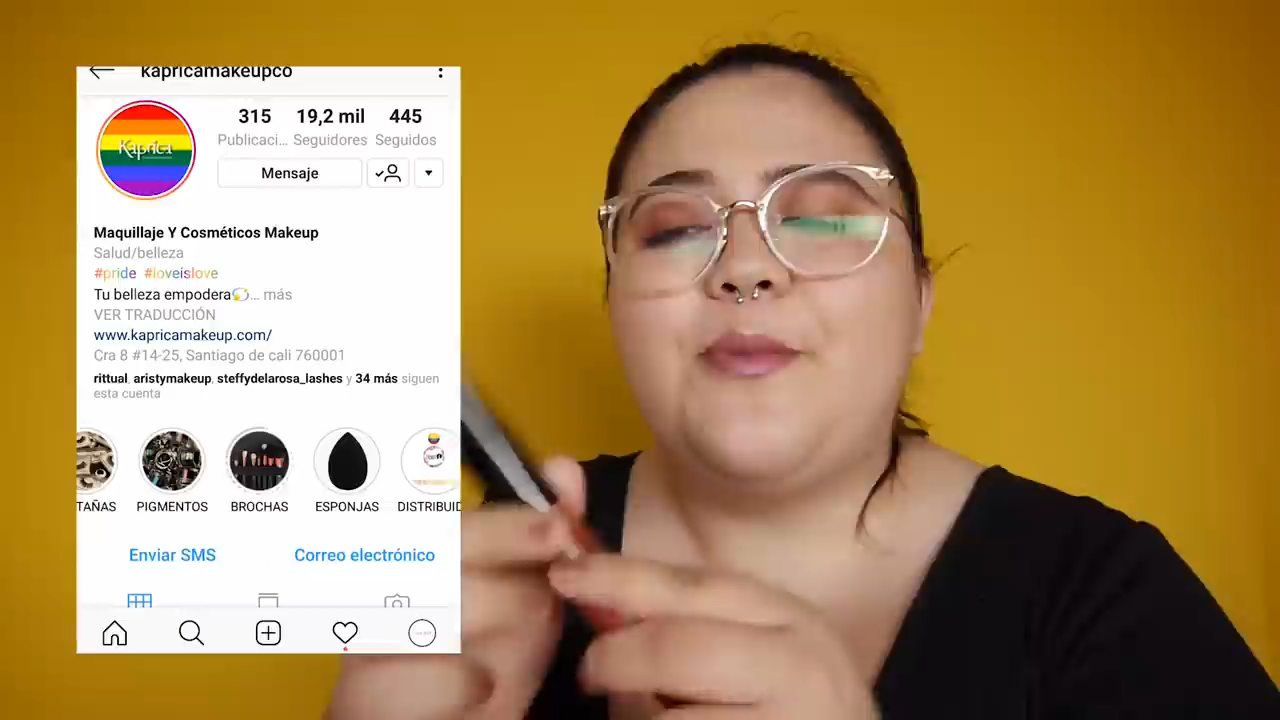 kapricamakeupco
Kaprica
315 19,2 mil 445
Publicaci... Seguidores Seguidos
Mensaje
Maquillaje Y Cosméticos Makeup
Salud/belleza
#pride #loveislove
Tu belleza empodera💫... más
VER TRADUCCIÓN
www.kapricamakeup.com/
Cra 8 #14-25, Santiago de cali 760001
rittual, aristymakeup, steffydelarosa_lashes y 34 más siguen
esta cuenta
TAÑAS PIGMENTOS BROCHAS ESPONJAS DISTRIBUID
Enviar SMS Correo electrónico